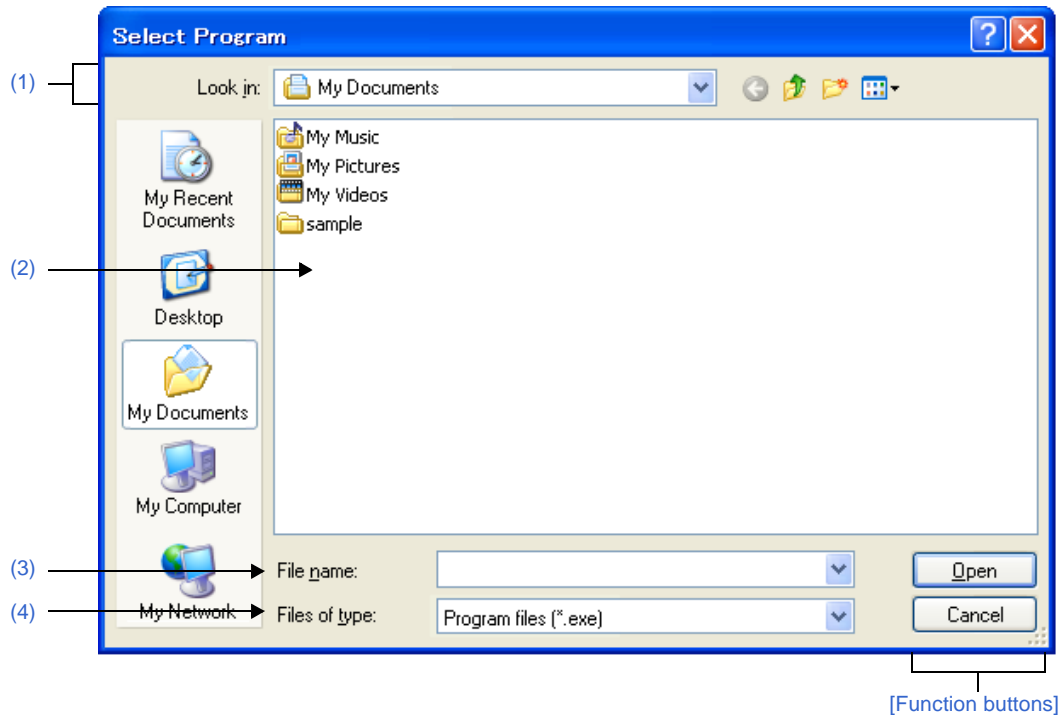 Select Program
(1)
Look in:
My Documents
My Recent
Documents
Desktop
My Documents
My Computer
My Network
My Music
My Pictures
My Videos
sample
(2)
(3)
File name:
Open
(4)
Files of type:
Program files (*.exe)
Cancel
[Function buttons]